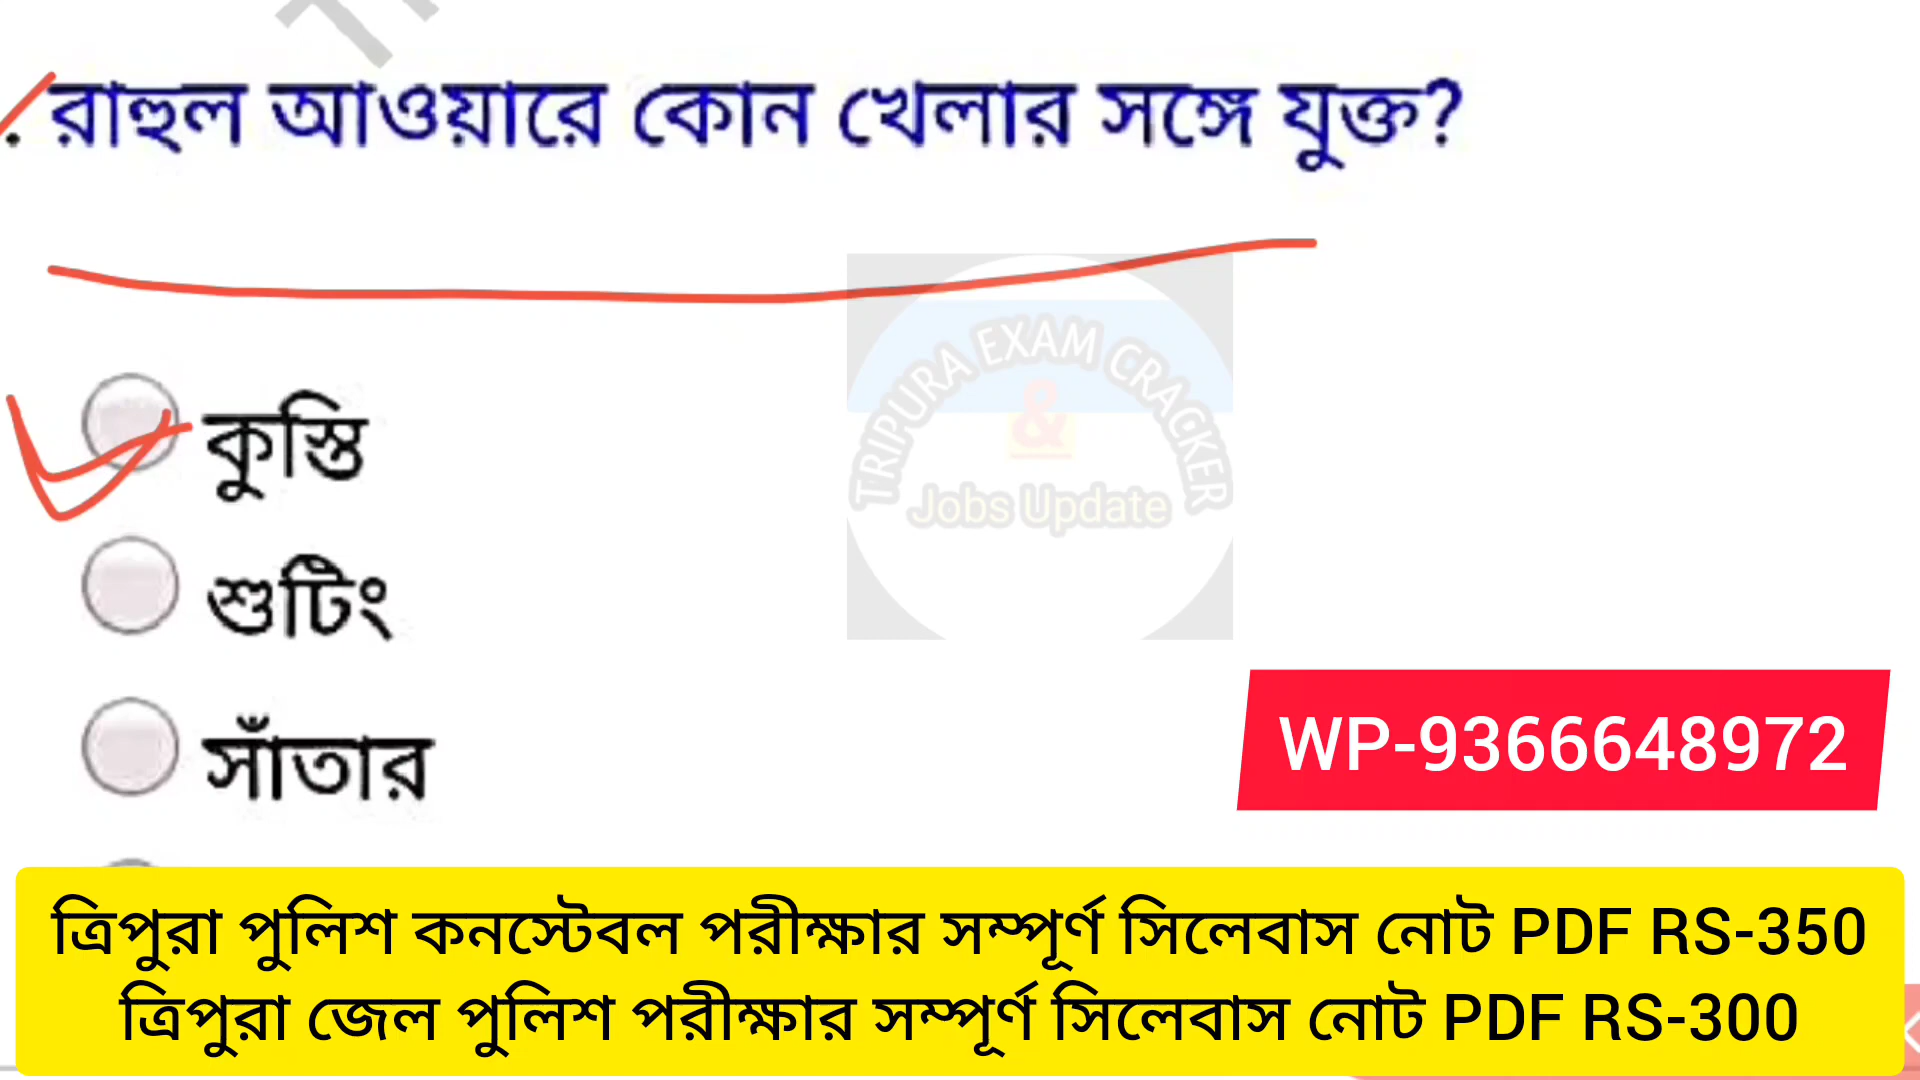 . রাহুল আওয়ারে কোন খেলার সঙ্গে যুক্ত?
TRIPURA EXAM CRACKER
&
Jobs Update
কুস্তি
শুটিং
সাঁতার
WP-9366648972
ত্রিপুরা পুলিশ কনস্টেবল পরীক্ষার সম্পূর্ণ সিলেবাস নোট PDF RS-350
ত্রিপুরা জেল পুলিশ পরীক্ষার সম্পূর্ণ সিলেবাস নোট PDF RS-300